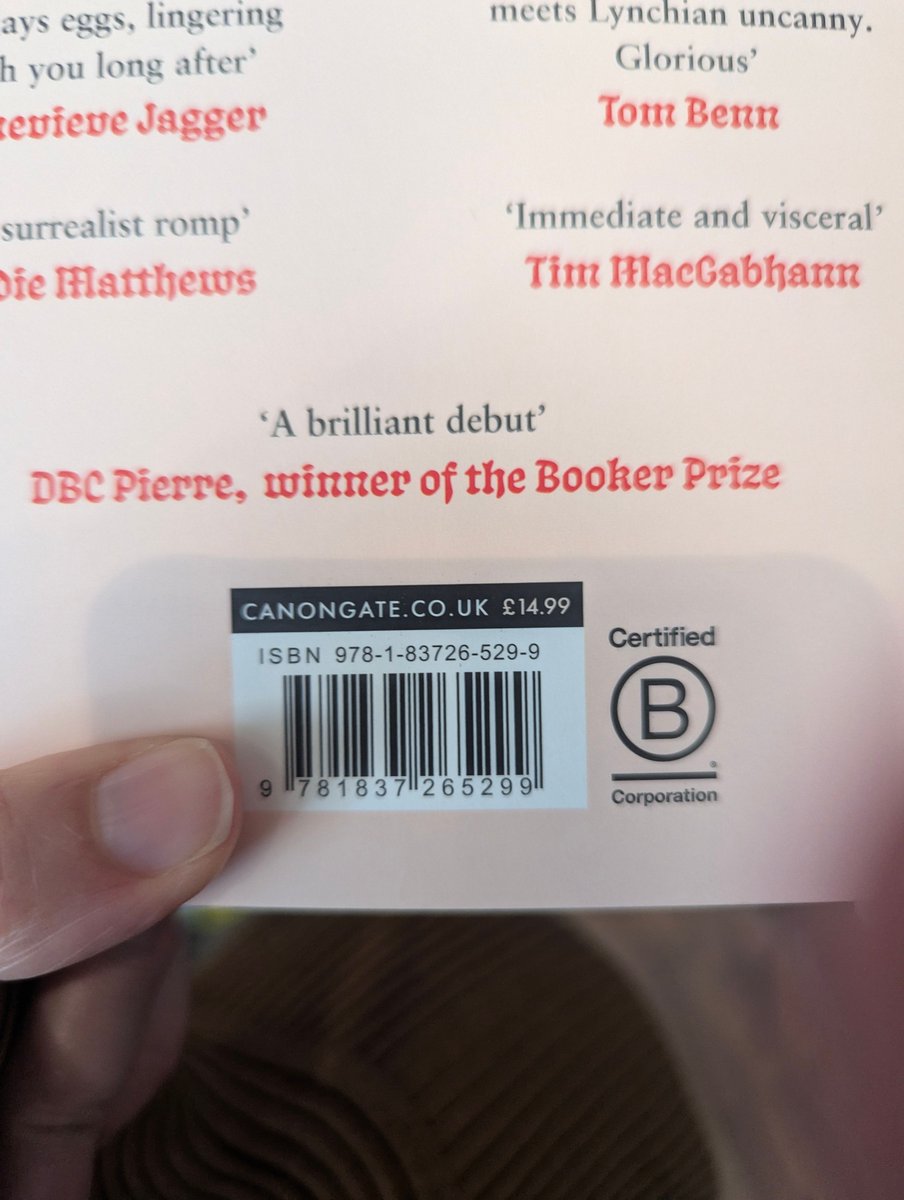 ays eggs, lingering
h you long after’
evieve Jagger
surrealist romp’
die Matthews
meets Lynchian uncanny.
Glorious’
Tom Benn
‘Immediate and visceral’
Tim MacGabhann
‘A brilliant debut’
DBC Pierre, winner of the Booker Prize
CANONGATE.CO.UK £14.99
ISBN 978-1-83726-529-9
9 781837 265299
Certified
B
®
Corporation